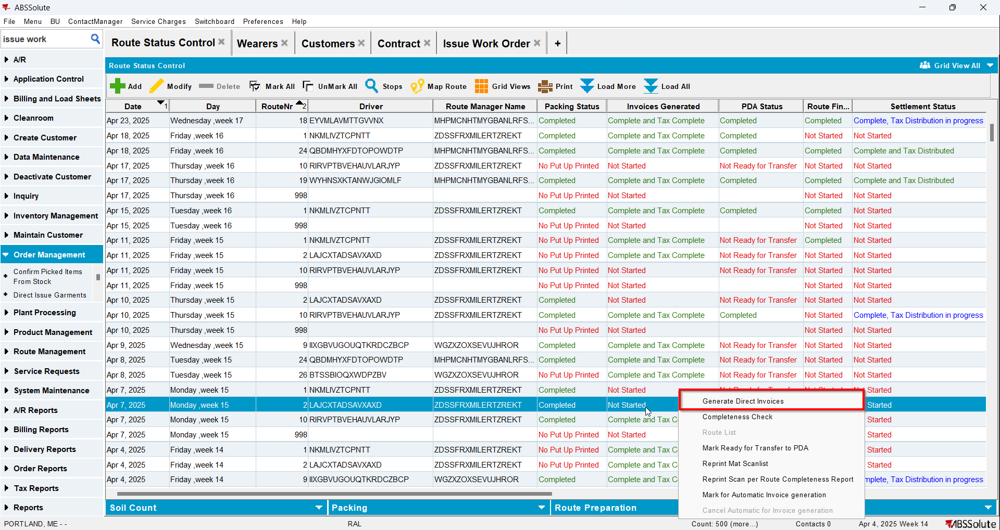 ABSSolute
File Menu BU ContactManager Service Charges Switchboard Preferences Help
issue work
Route Status Control Wearers Customers Contract Issue Work Order +
Route Status Control Grid View All
Add Modify Delete Mark All UnMark All Stops Map Route Grid Views Print Load More Load All
Date 1 Day RouteNr 2 Driver Route Manager Name Packing Status Invoices Generated PDA Status Route Fin... Settlement Status
Apr 23, 2025 Wednesday ,week 17 18 EYVMLAVMTTGVVNX MHPMCNHTMYGBANLRFS... Completed Complete and Tax Complete Completed Completed Complete, Tax Distribution in progress
Apr 18, 2025 Friday ,week 16 1 NKMLIVZTCPNTT ZDSSFRXMILERTZREKT Completed Complete and Tax Complete Completed Not Started Not Started
Apr 18, 2025 Friday ,week 16 24 QBDMHYXFDTOPOWDTP MHPMCNHTMYGBANLRFS... Completed Complete and Tax Complete Completed Completed Complete and Tax Distributed
Apr 17, 2025 Thursday ,week 16 10 RIRVPTBVEHAUVLARJYP ZDSSFRXMILERTZREKT No Put Up Printed Not Started Not Ready for Transfer Not Started Not Started
Apr 17, 2025 Thursday ,week 16 19 WYHNSXKTANWJGIOMLF MHPMCNHTMYGBANLRFS... Completed Complete and Tax Complete Completed Completed Complete and Tax Distributed
Apr 17, 2025 Thursday ,week 16 998 No Put Up Printed Not Started Not Started Not Started
Apr 15, 2025 Tuesday ,week 16 1 NKMLIVZTCPNTT ZDSSFRXMILERTZREKT Completed Complete and Tax Complete Completed Completed Not Started
Apr 15, 2025 Tuesday ,week 16 998 No Put Up Printed Not Started Not Started Not Started
Apr 11, 2025 Friday ,week 15 1 NKMLIVZTCPNTT ZDSSFRXMILERTZREKT No Put Up Printed Complete and Tax Complete Not Ready for Transfer Completed Not Started
Apr 11, 2025 Friday ,week 15 2 LAJCXTADSAVXAXD ZDSSFRXMILERTZREKT No Put Up Printed Complete and Tax Complete Not Ready for Transfer Not Started Not Started
Apr 11, 2025 Friday ,week 15 10 RIRVPTBVEHAUVLARJYP ZDSSFRXMILERTZREKT No Put Up Printed Not Started Not Ready for Transfer Not Started Not Started
Apr 11, 2025 Friday ,week 15 998 No Put Up Printed Not Started Not Started Not Started
Apr 10, 2025 Thursday ,week 15 2 LAJCXTADSAVXAXD ZDSSFRXMILERTZREKT Completed Not Started Not Ready for Transfer Not Started Not Started
Apr 10, 2025 Thursday ,week 15 10 RIRVPTBVEHAUVLARJYP ZDSSFRXMILERTZREKT Completed Complete and Tax Complete Completed Not Started Complete, Tax Distribution in progress
Apr 10, 2025 Thursday ,week 15 998 No Put Up Printed Not Started Not Started Not Started
Apr 9, 2025 Wednesday ,week 15 9 IIXGBVUGOUQTKRDCZBCP WGZXZOXSEVUJHROR Completed Complete and Tax Complete Not Ready for Transfer Not Started Not Started
Apr 8, 2025 Tuesday ,week 15 24 QBDMHYXFDTOPOWDTP MHPMCNHTMYGBANLRFS... Completed Complete and Tax Complete Not Ready for Transfer Not Started Not Started
Apr 8, 2025 Tuesday ,week 15 26 BTSSBIOQXWDPZBV WGZXZOXSEVUJHROR No Put Up Printed Complete and Tax Complete Not Ready for Transfer Not Started Not Started
Apr 7, 2025 Monday ,week 15 1 NKMLIVZTCPNTT ZDSSFRXMILERTZREKT Completed Not Started Not Ready for Transfer Not Started Not Started
Apr 7, 2025 Monday ,week 15 2 LAJCXTADSAVXAXD ZDSSFRXMILERTZREKT Completed Not Started Started
Apr 7, 2025 Monday ,week 15 10 RIRVPTBVEHAUVLARJYP ZDSSFRXMILERTZREKT Completed Complete and Tax C Started
Apr 7, 2025 Monday ,week 15 998 No Put Up Printed Not Started Started
Apr 4, 2025 Friday ,week 14 1 NKMLIVZTCPNTT ZDSSFRXMILERTZREKT No Put Up Printed Complete and Tax C Started
Apr 4, 2025 Friday ,week 14 2 LAJCXTADSAVXAXD ZDSSFRXMILERTZREKT No Put Up Printed Complete and Tax C Started
Apr 4, 2025 Friday ,week 14 9 IIXGBVUGOUQTKRDCZBCP WGZXZOXSEVUJHROR Completed Complete and Tax C mplete, Tax Distribution in progress
Generate Direct Invoices
Completeness Check
Route List
Mark Ready for Transfer to PDA
Reprint Mat Scanlist
Reprint Scan per Route Completeness Report
Mark for Automatic Invoice generation
Cancel Automatic for Invoice generation
A/R
Application Control
Billing and Load Sheets
Cleanroom
Create Customer
Data Maintenance
Deactivate Customer
Inquiry
Inventory Management
Maintain Customer
Order Management
Confirm Picked Items
From Stock
Direct Issue Garments
Plant Processing
Product Management
Route Management
Service Requests
System Maintenance
A/R Reports
Billing Reports
Delivery Reports
Order Reports
Tax Reports
Reports
Soil Count Packing Route Preparation
PORTLAND, ME - - RAL Count: 500 (more...) Contacts 0 Apr 4, 2025 Week 14 ABSSolute